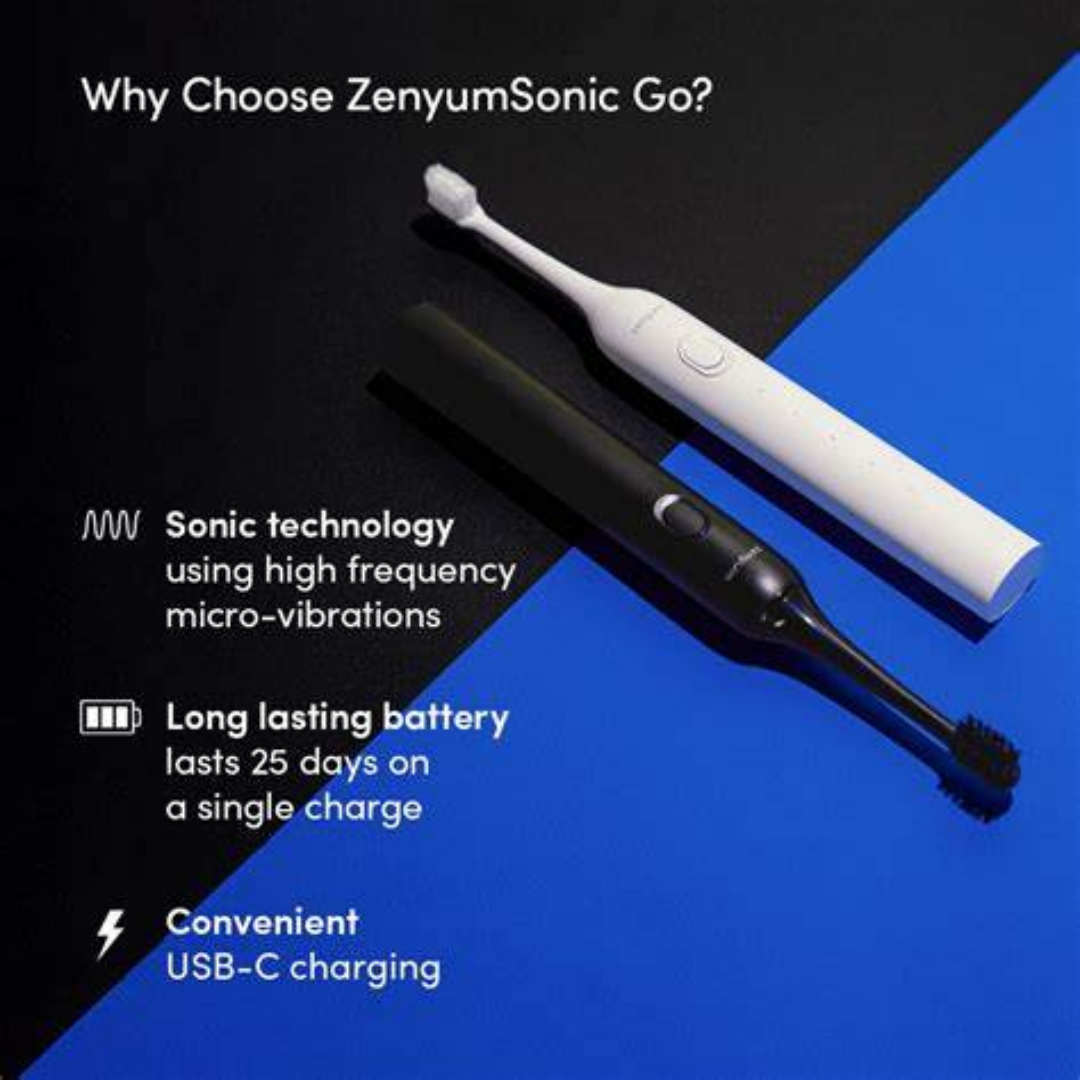 Why Choose ZenyumSonic Go?
Sonic technology
using high frequency
micro-vibrations
Long lasting battery
lasts 25 days on
a single charge
Convenient
USB-C charging